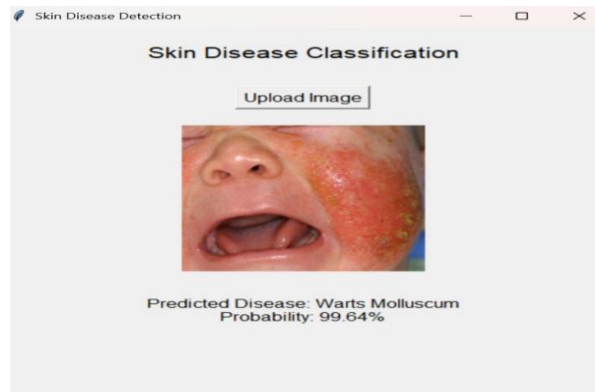 Skin Disease Detection
Skin Disease Classification
Upload Image
Predicted Disease: Warts Molluscum
Probability: 99.64%